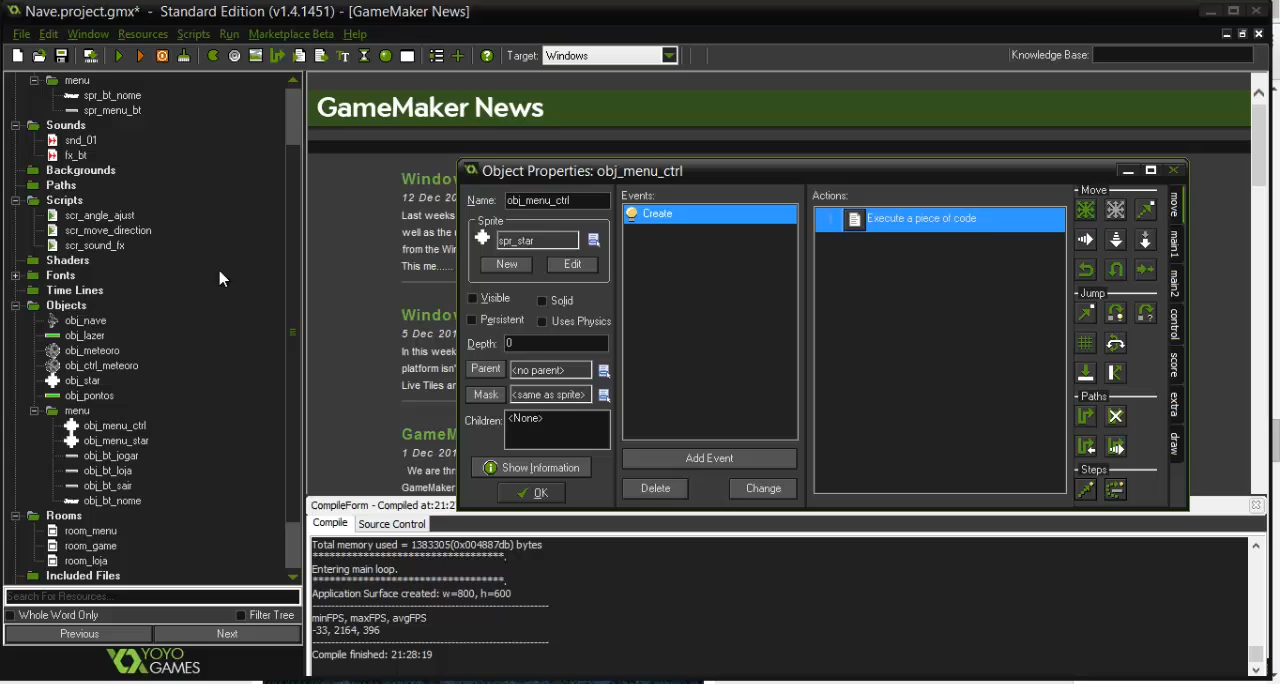 Nave.project.gmx* - Standard Edition (v1.4.1451) - [GameMaker News]
File Edit Window Resources Scripts Run Marketplace Beta Help
Target: Windows
Knowledge Base:
menu
spr_bt_nome
spr_menu_bt
Sounds
snd_01
fx_bt
Backgrounds
Paths
Scripts
scr_angle_ajust
scr_move_direction
scr_sound_fx
Shaders
Fonts
Time Lines
Objects
obj_nave
obj_lazer
obj_meteoro
obj_ctrl_meteoro
obj_star
obj_pontos
menu
obj_menu_ctrl
obj_menu_star
obj_bt_jogar
obj_bt_loja
obj_bt_sair
obj_bt_nome
Rooms
room_menu
room_game
room_loja
Included Files
Search For Resources...
Whole Word Only Filter Tree
Previous Next
YOYO
GAMES
GameMaker News
Windo
12 Dec 20
Last weeks
well as the
from the Wi
This me......
Windo
5 Dec 201
In this week
platform isn'
Live Tiles ar
GameM
1 Dec 201
We are thr
GameMaker
Object Properties: obj_menu_ctrl
Name: obj_menu_ctrl
Sprite
spr_star
New Edit
Visible Solid
Persistent Uses Physics
Depth: 0
Parent <no parent>
Mask <same as sprite>
Children: <None>
Show Information
OK
Events:
Create
Add Event
Delete Change
Actions:
1 Execute a piece of code
Move
Jump
Paths
Steps
move
main1
main2
control
score
extra
draw
CompileForm - Compiled at:21:2
Compile Source Control
Total memory used = 1383305(0x004887db) bytes
**********************************.
Entering main loop.
**********************************.
Application Surface created: w=800, h=600
minFPS, maxFPS, avgFPS
-33, 2164, 396
Compile finished: 21:28:19